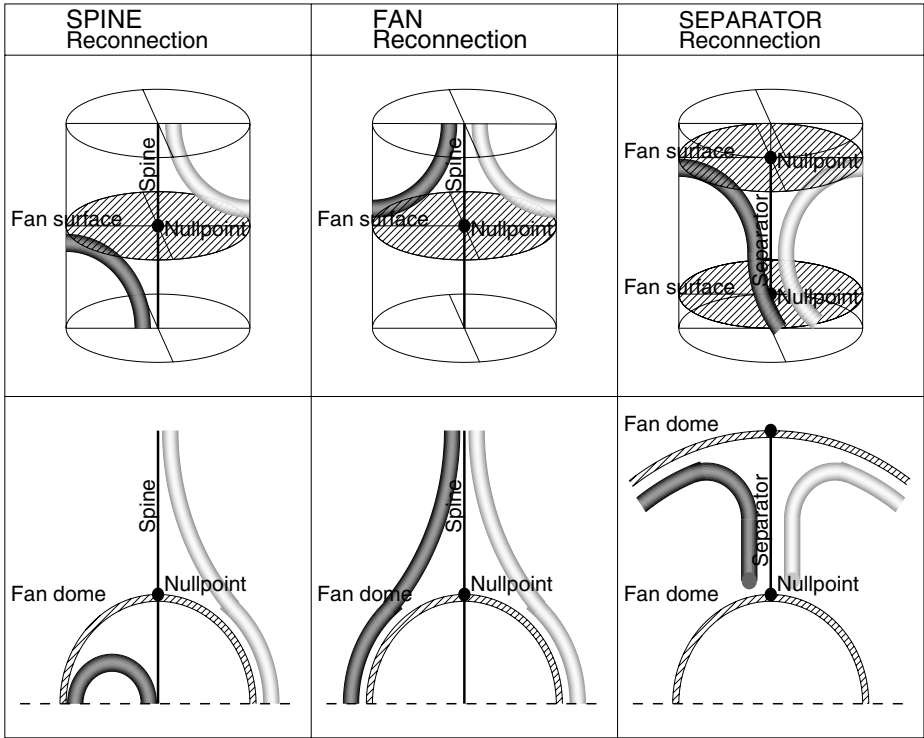 SPINE
Reconnection
FAN
Reconnection
SEPARATOR
Reconnection
Spine
Fan surface
Nullpoint
Spine
Fan surface
Nullpoint
Fan surface
Nullpoint
Separator
Fan surface
Nullpoint
Spine
Fan dome
Nullpoint
Spine
Fan dome
Nullpoint
Fan dome
Separator
Fan dome
Nullpoint